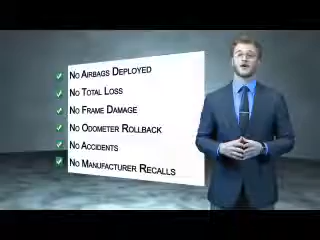 No Airbags Deployed
No Total Loss
No Frame Damage
No Odometer Rollback
No Accidents
No Manufacturer Recalls